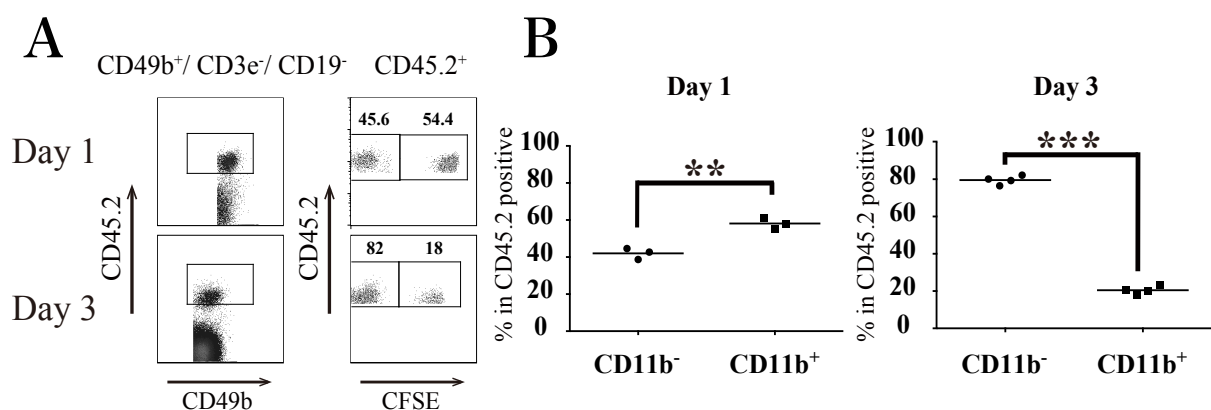 A
CD49b⁺/ CD3e⁻/ CD19⁻
CD45.2⁺
Day 1
45.6 54.4
CD45.2
CD45.2
Day 3
82 18
CD49b
CFSE
B
Day 1
% in CD45.2 positive
100
80
60
40
20
0
**
CD11b⁻
CD11b⁺
Day 3
% in CD45.2 positive
100
80
60
40
20
0
***
CD11b⁻
CD11b⁺